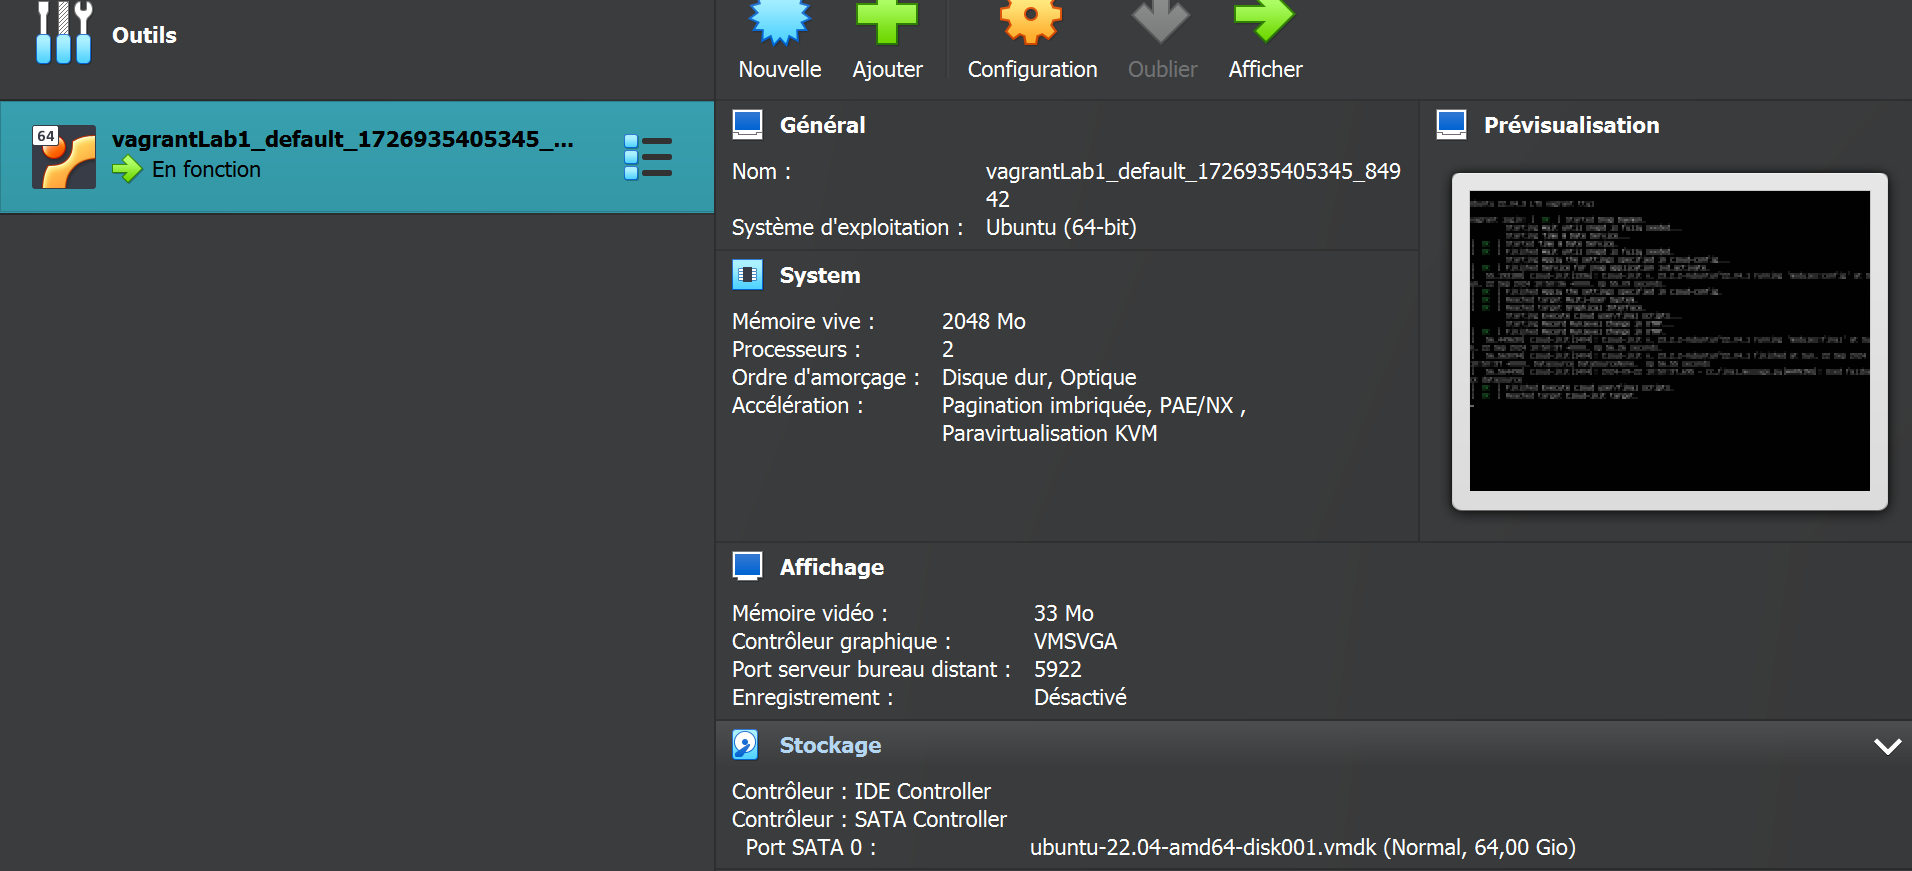 Outils
Nouvelle
Ajouter
Configuration
Oublier
Afficher
64
vagrantLab1_default_1726935405345_...
En fonction
Général
Nom :
vagrantLab1_default_1726935405345_849
42
Système d'exploitation :
Ubuntu (64-bit)
System
Mémoire vive :
2048 Mo
Processeurs :
2
Ordre d'amorçage :
Disque dur, Optique
Accélération :
Pagination imbriquée, PAE/NX ,
Paravirtualisation KVM
Prévisualisation
Affichage
Mémoire vidéo :
33 Mo
Contrôleur graphique :
VMSVGA
Port serveur bureau distant :
5922
Enregistrement :
Désactivé
Stockage
Contrôleur : IDE Controller
Contrôleur : SATA Controller
Port SATA 0 :
ubuntu-22.04-amd64-disk001.vmdk (Normal, 64,00 Gio)